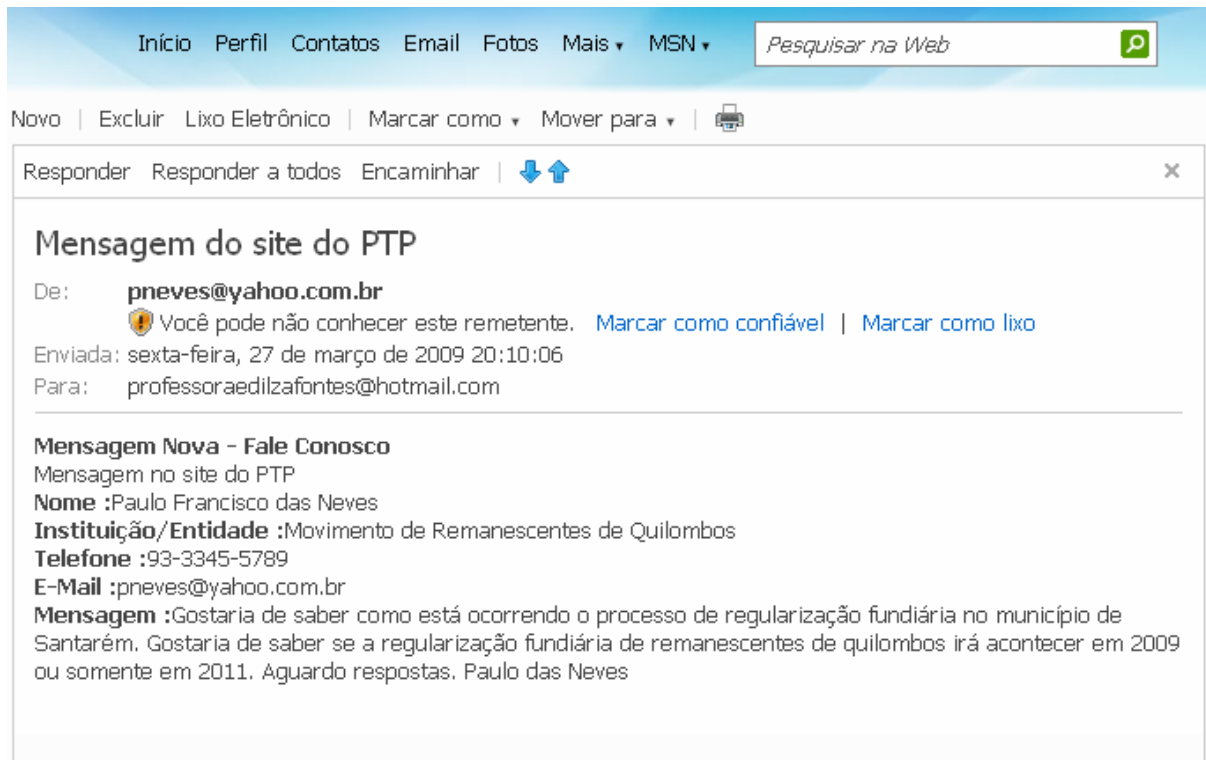 Início Perfil Contatos Email Fotos Mais MSN Pesquisar na Web
Novo | Excluir Lixo Eletrônico | Marcar como Mover para |
Responder Responder a todos Encaminhar |
Mensagem do site do PTP
De: pneves@yahoo.com.br
Você pode não conhecer este remetente. Marcar como confiável | Marcar como lixo
Enviada: sexta-feira, 27 de março de 2009 20:10:06
Para: professoraedilzafontes@hotmail.com
Mensagem Nova - Fale Conosco
Mensagem no site do PTP
Nome :Paulo Francisco das Neves
Instituição/Entidade :Movimento de Remanescentes de Quilombos
Telefone :93-3345-5789
E-Mail :pneves@yahoo.com.br
Mensagem :Gostaria de saber como está ocorrendo o processo de regularização fundiária no município de
Santarém. Gostaria de saber se a regularização fundiária de remanescentes de quilombos irá acontecer em 2009
ou somente em 2011. Aguardo respostas. Paulo das Neves